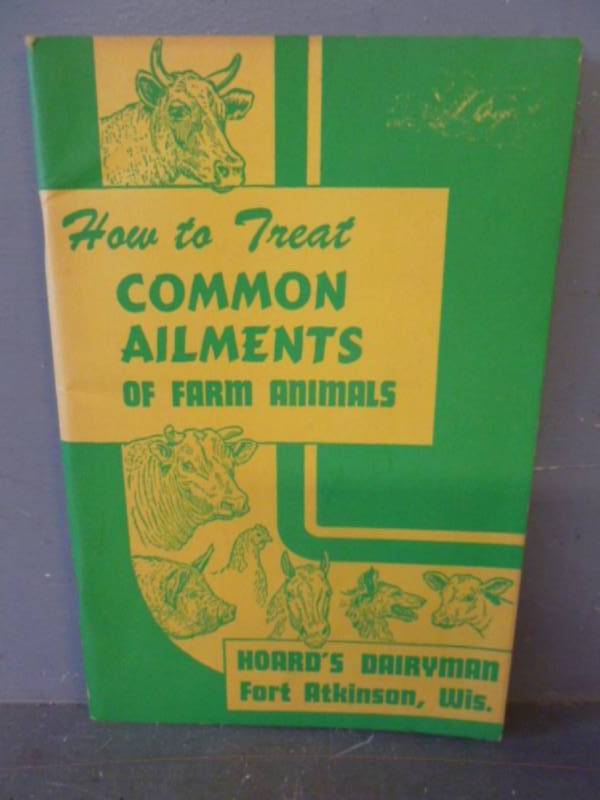 How to Treat
COMMON
AILMENTS
OF FARM ANIMALS
HOARD'S DAIRYMAN
Fort Atkinson, Wis.